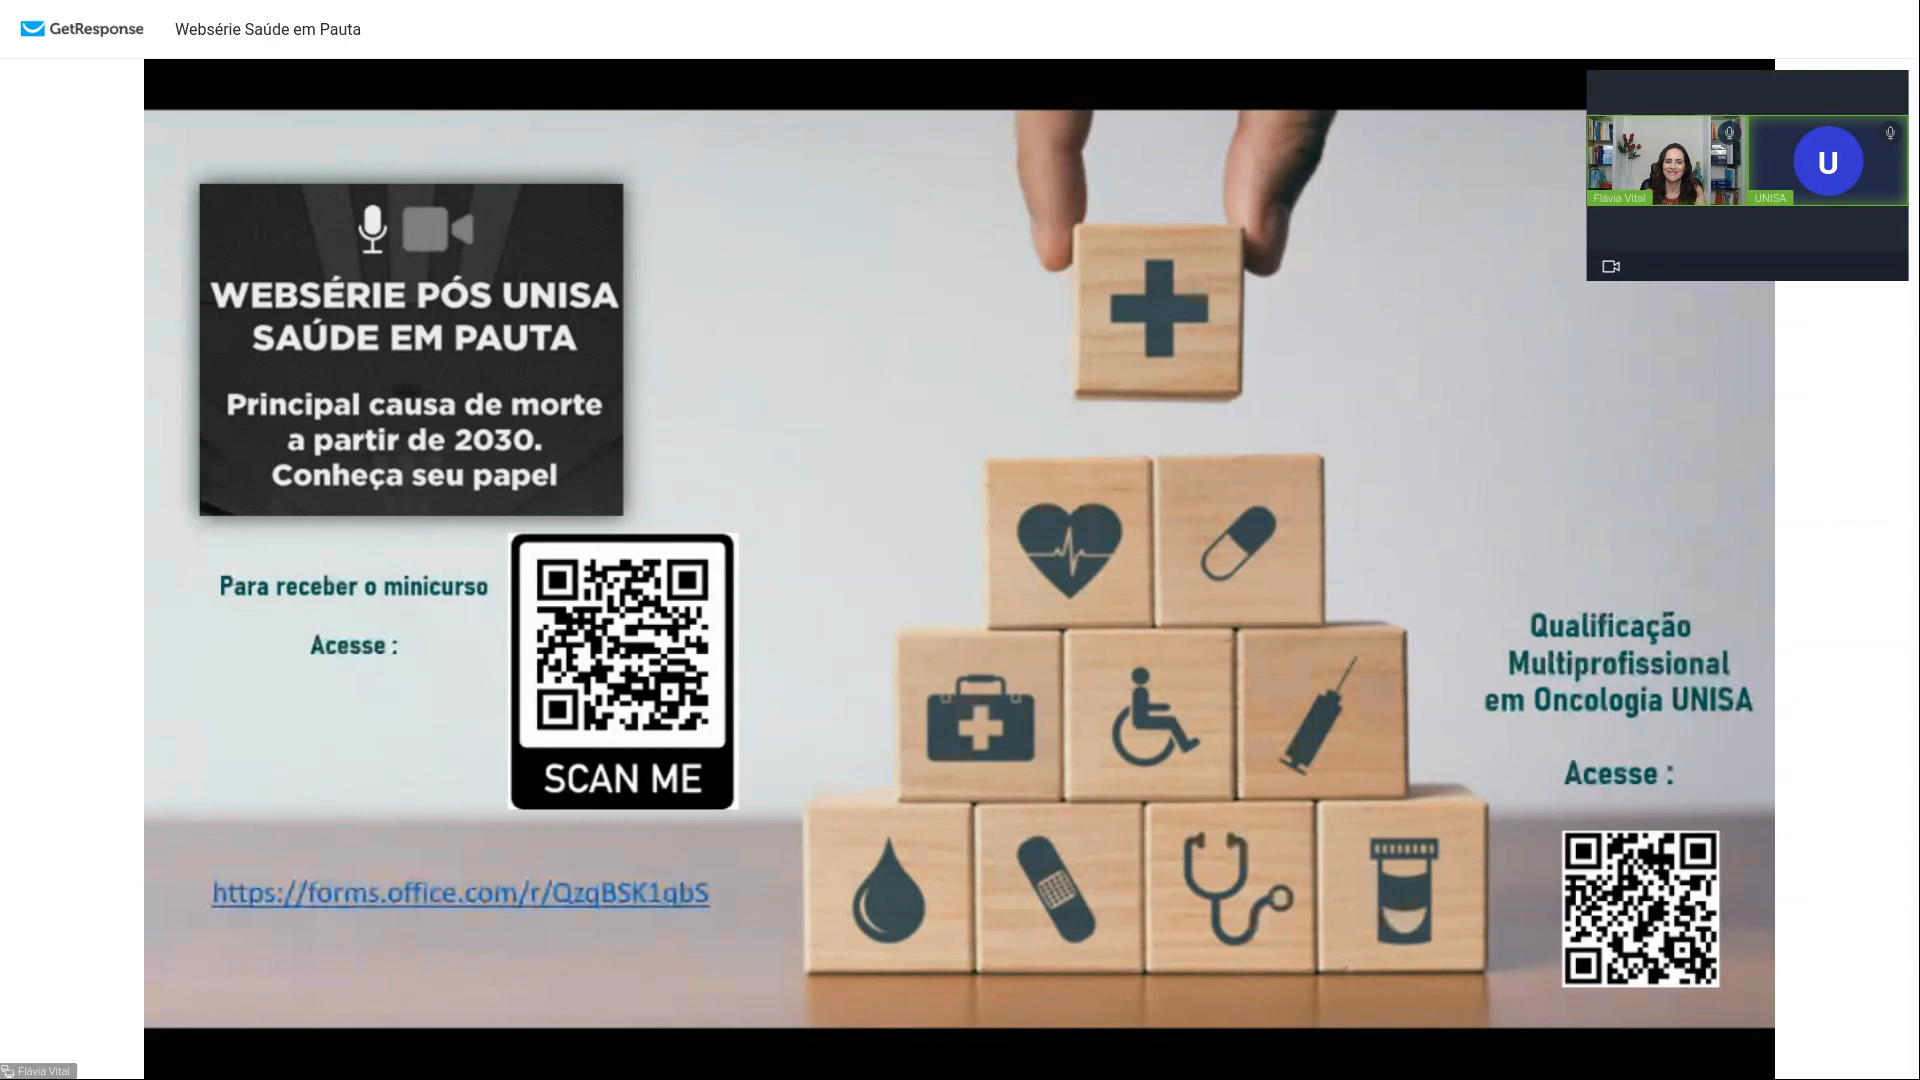 GetResponse
Websérie Saúde em Pauta
WEBSÉRIE PÓS UNISA
SAÚDE EM PAUTA
Principal causa de morte
a partir de 2030.
Conheça seu papel
Para receber o minicurso
Acesse :
SCAN ME
https://forms.office.com/r/QzqBSK1qbS
Qualificação
Multiprofissional
em Oncologia UNISA
Acesse :
Flávia Vital
U
UNISA
Flávia Vital